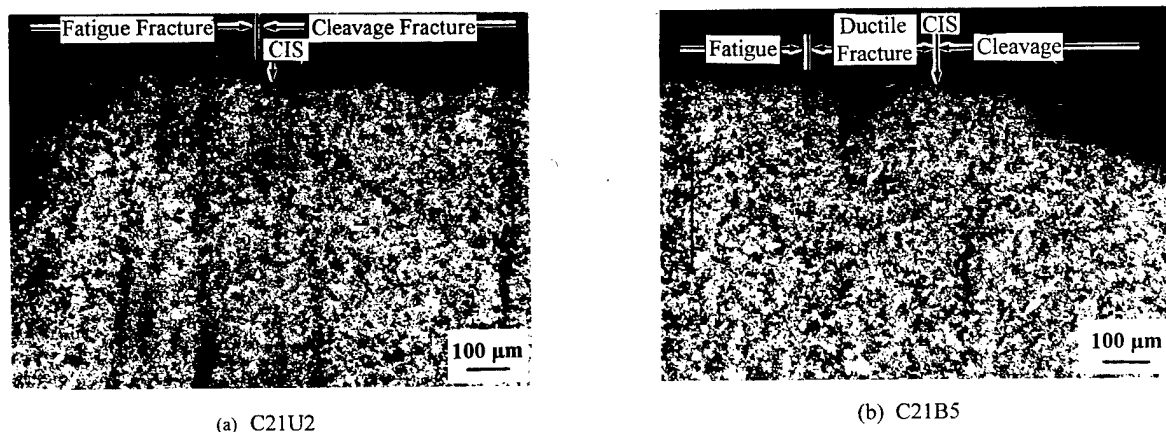 Fatigue Fracture
Cleavage Fracture
CIS
100 μm
(a) C21U2
Fatigue
Ductile
Fracture
CIS
Cleavage
100 μm
(b) C21B5